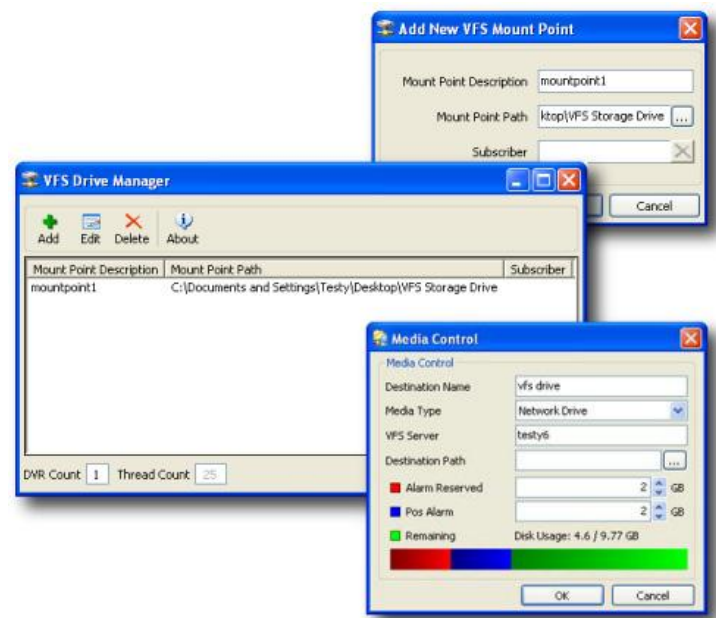 Add New VFS Mount Point
Mount Point Description mountpoint1
Mount Point Path ktop\VFS Storage Drive ...
Subscriber
Cancel
VFS Drive Manager
Add Edit Delete About
Mount Point Description Mount Point Path Subscriber
mountpoint1 C:\Documents and Settings\Testy\Desktop\VFS Storage Drive
DVR Count 1 Thread Count 25
Media Control
Media Control
Destination Name vfs drive
Media Type Network Drive
VFS Server testy6
Destination Path ...
Alarm Reserved 2 GB
Pos Alarm 2 GB
Remaining Disk Usage: 4.6 / 9.77 GB
OK Cancel